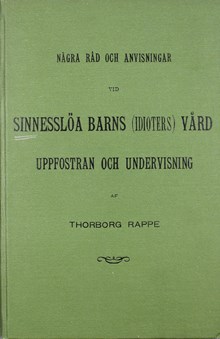 NÅGRA RÅD OCH ANVISNINGAR
VID
SINNESSLÖA BARNS (IDIOTERS) VÅRD
UPPFOSTRAN OCH UNDERVISNING
AF
THORBORG RAPPE